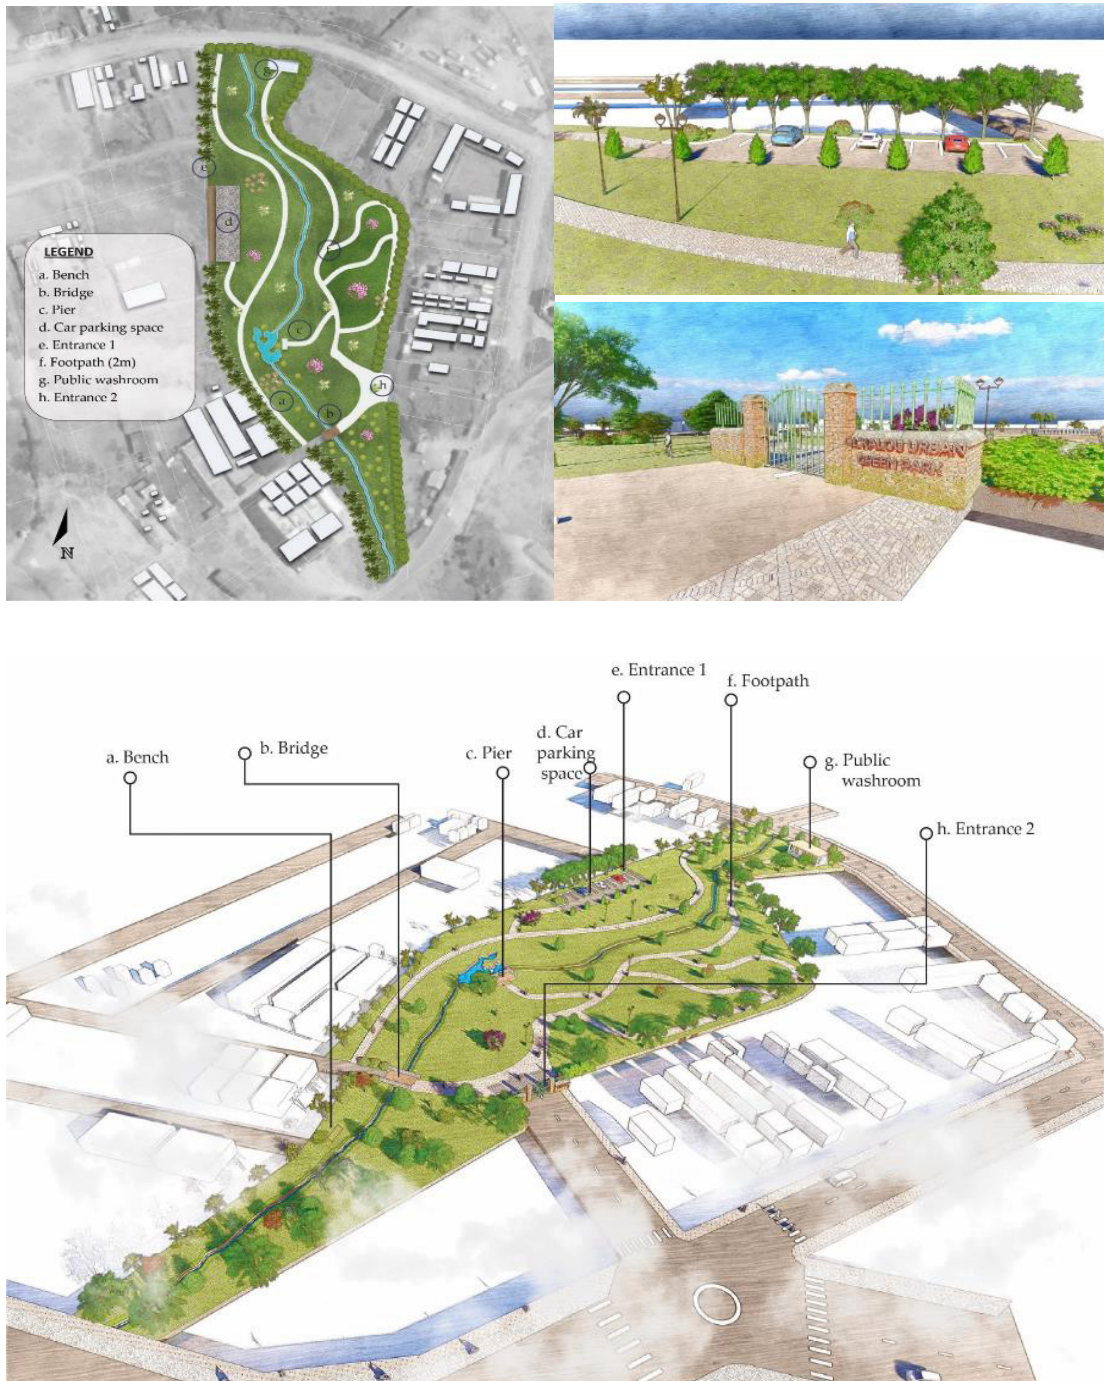 g
e
d
f
c
h
a
b
LEGEND
a. Bench
b. Bridge
c. Pier
d. Car parking space
e. Entrance 1
f. Footpath (2m)
g. Public washroom
h. Entrance 2
N
URBAN
GREEN PARK
e. Entrance 1
f. Footpath
d. Car
parking
space
b. Bridge
c. Pier
a. Bench
g. Public
washroom
h. Entrance 2